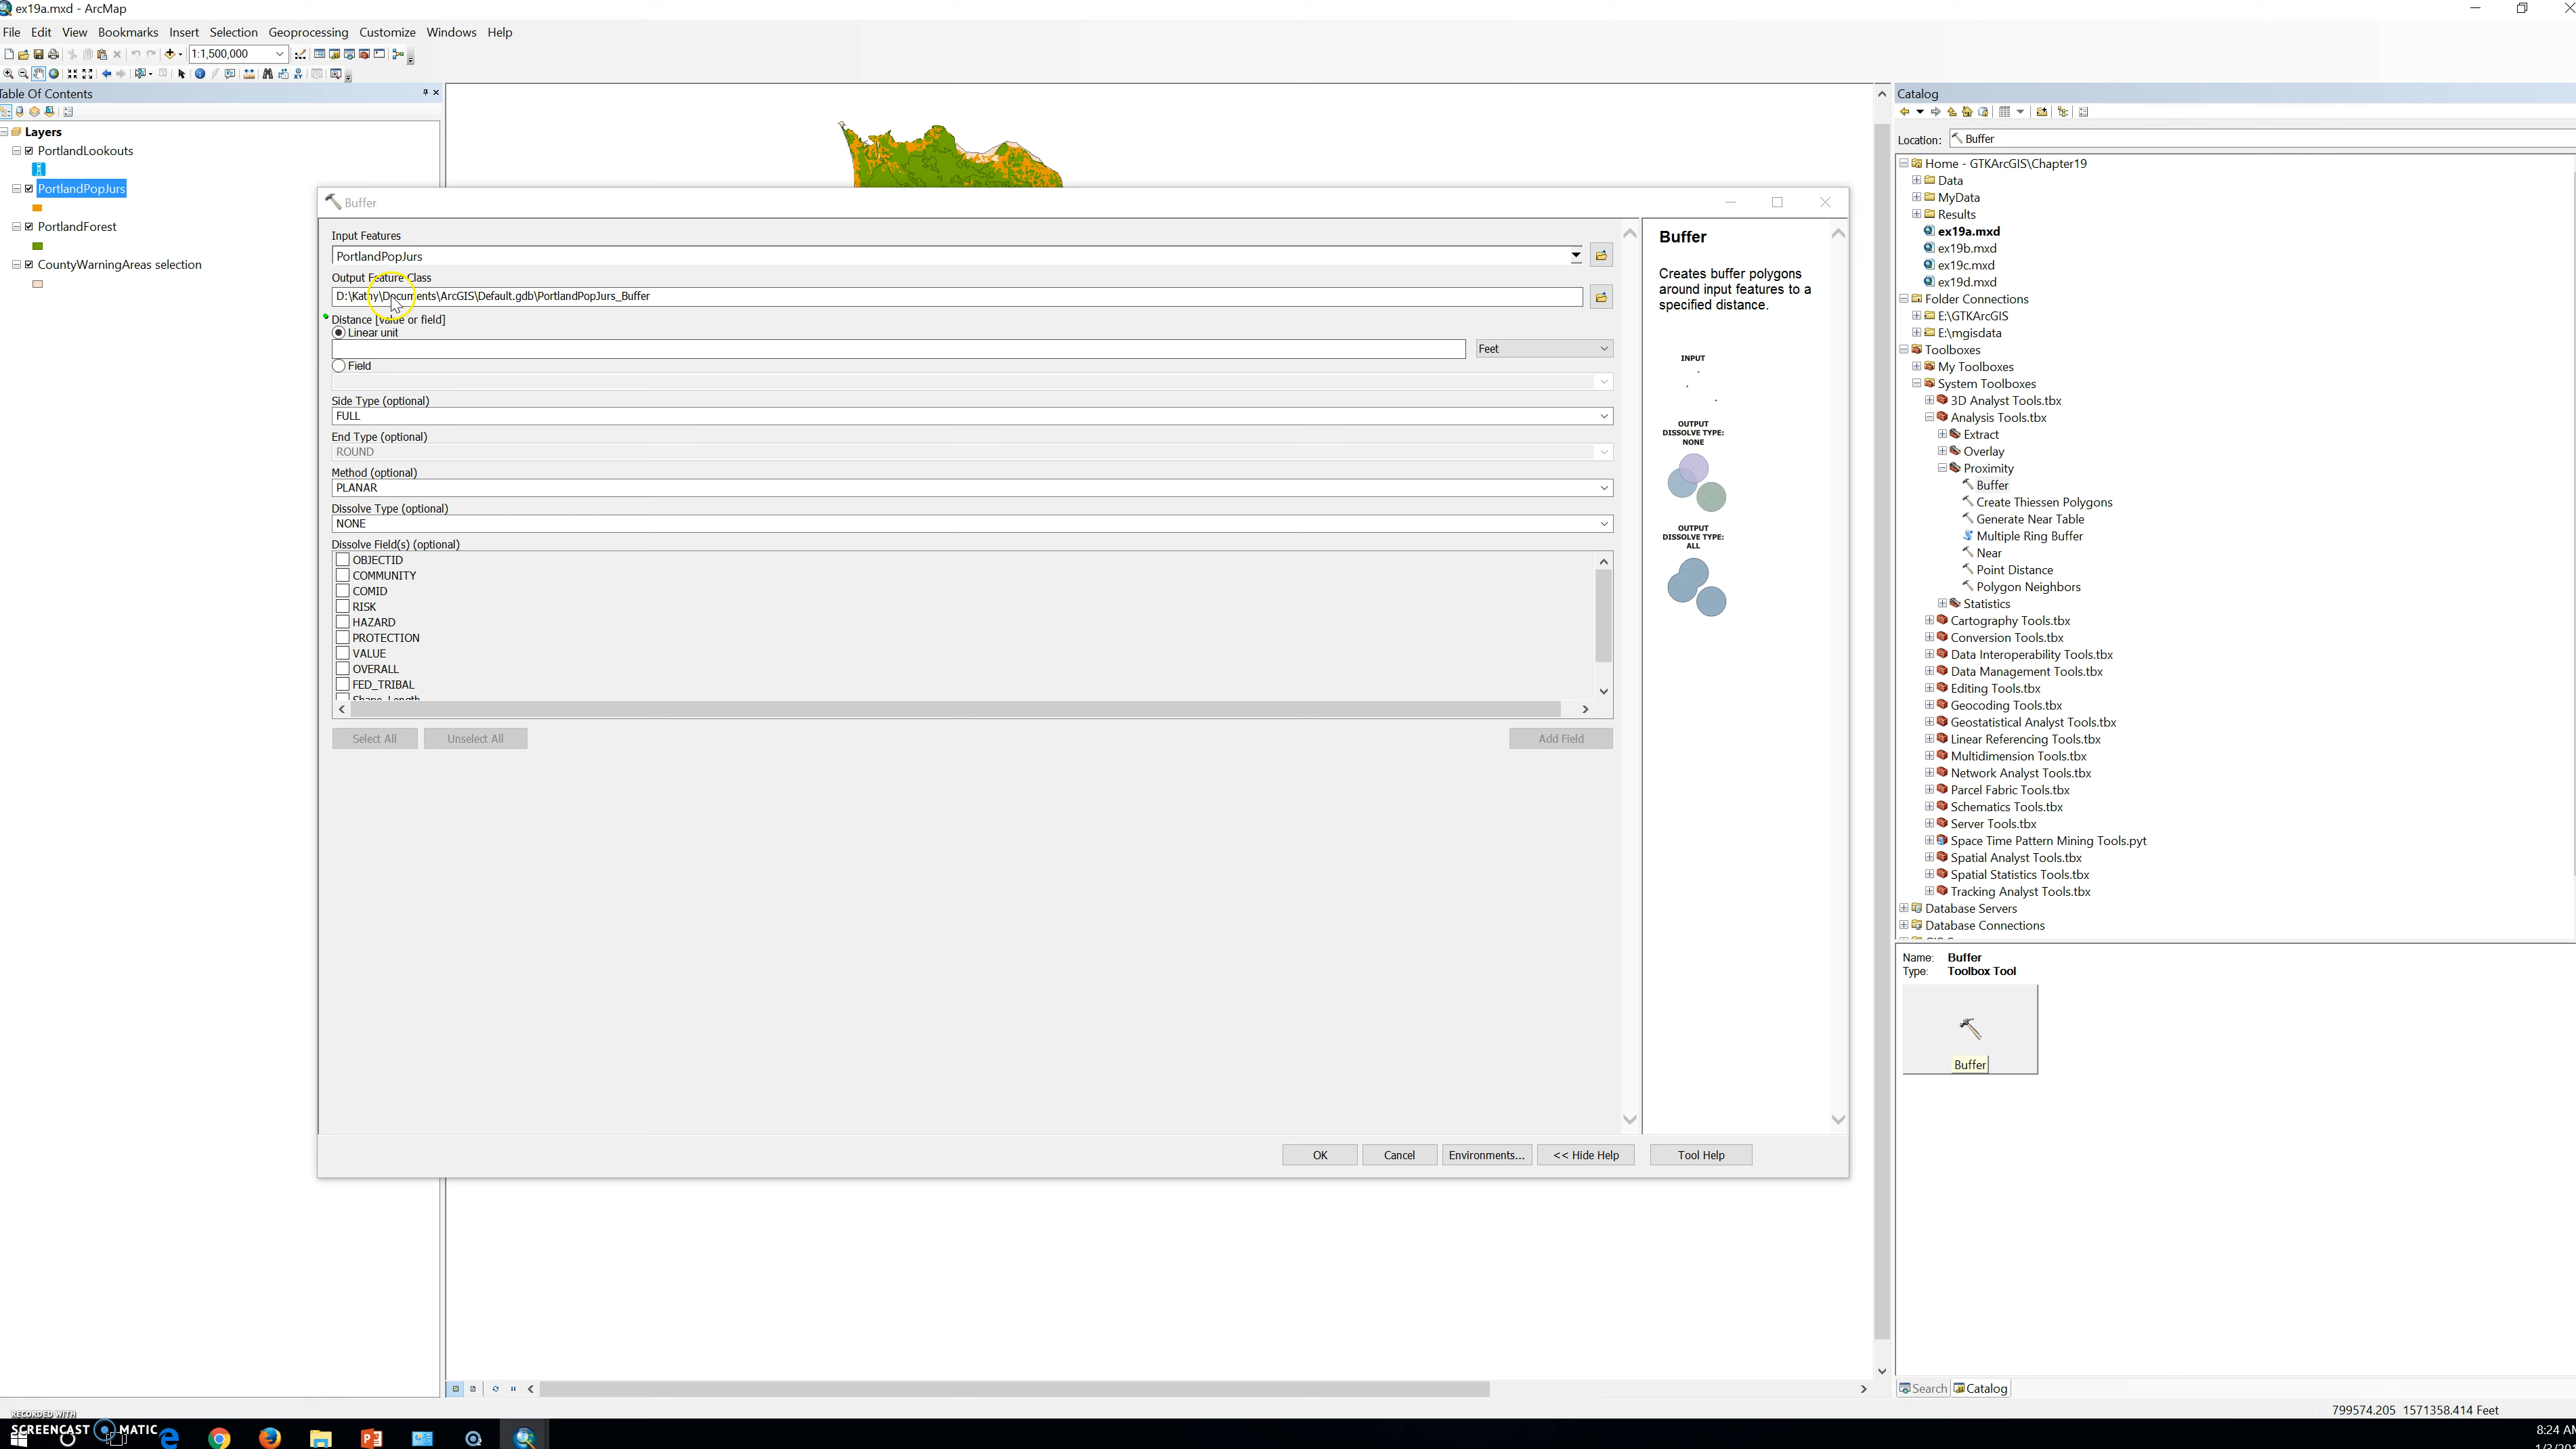 ex19a.mxd - ArcMap
File Edit View Bookmarks Insert Selection Geoprocessing Customize Windows Help
1:1,500,000
Table Of Contents
Layers
PortlandLookouts
PortlandPopJurs
PortlandForest
CountyWarningAreas selection
Buffer
Input Features
PortlandPopJurs
Output Feature Class
D:\Kathy\Documents\ArcGIS\Default.gdb\PortlandPopJurs_Buffer
Distance [value or field]
Linear unit
Feet
Field
Side Type (optional)
FULL
End Type (optional)
ROUND
Method (optional)
PLANAR
Dissolve Type (optional)
NONE
Dissolve Field(s) (optional)
OBJECTID
COMMUNITY
COMID
RISK
HAZARD
PROTECTION
VALUE
OVERALL
FED_TRIBAL
Shape_Length
Select All Unselect All Add Field
Buffer
Creates buffer polygons
around input features to a
specified distance.
INPUT
OUTPUT
DISSOLVE TYPE:
NONE
OUTPUT
DISSOLVE TYPE:
ALL
OK Cancel Environments... << Hide Help Tool Help
Catalog
Location: Buffer
Home - GTKArcGIS\Chapter19
Data
MyData
Results
ex19a.mxd
ex19b.mxd
ex19c.mxd
ex19d.mxd
Folder Connections
E:\GTKArcGIS
E:\mgisdata
Toolboxes
My Toolboxes
System Toolboxes
3D Analyst Tools.tbx
Analysis Tools.tbx
Extract
Overlay
Proximity
Buffer
Create Thiessen Polygons
Generate Near Table
Multiple Ring Buffer
Near
Point Distance
Polygon Neighbors
Statistics
Cartography Tools.tbx
Conversion Tools.tbx
Data Interoperability Tools.tbx
Data Management Tools.tbx
Editing Tools.tbx
Geocoding Tools.tbx
Geostatistical Analyst Tools.tbx
Linear Referencing Tools.tbx
Multidimension Tools.tbx
Network Analyst Tools.tbx
Parcel Fabric Tools.tbx
Schematics Tools.tbx
Server Tools.tbx
Space Time Pattern Mining Tools.pyt
Spatial Analyst Tools.tbx
Spatial Statistics Tools.tbx
Tracking Analyst Tools.tbx
Database Servers
Database Connections
Name: Buffer
Type: Toolbox Tool
Buffer
Search Catalog
799574.205 1571358.414 Feet
RECORDED WITH
SCREENCAST MATIC
8:24 AM